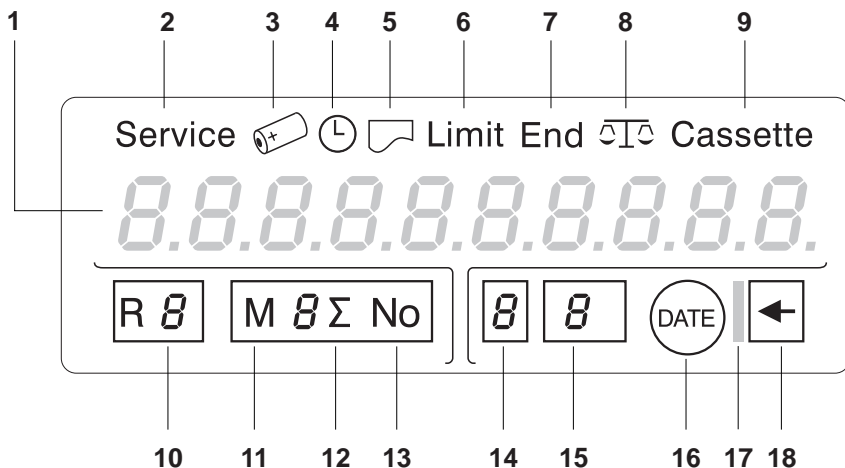 1 2 3 4 5 6 7 8 9
Service Limit End Cassette
8.8.8.8.8.8.8.8.8.8.
R 8 M 8 Σ No 8 8 DATE
10 11 12 13 14 15 16 17 18